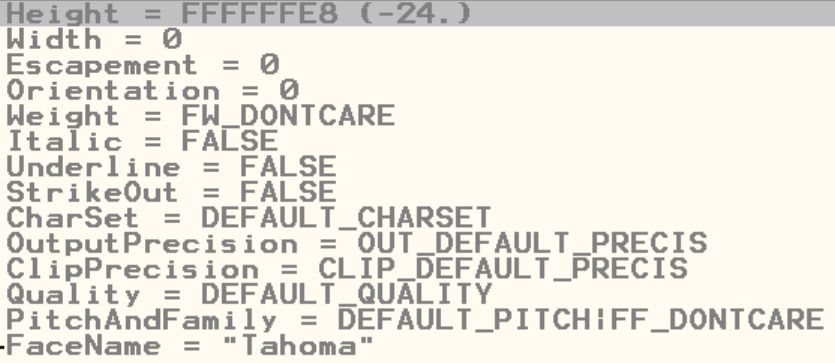 Height = FFFFFFE8 (-24.)
Width = 0
Escapement = 0
Orientation = 0
Weight = FW_DONTCARE
Italic = FALSE
Underline = FALSE
StrikeOut = FALSE
CharSet = DEFAULT_CHARSET
OutputPrecision = OUT_DEFAULT_PRECIS
ClipPrecision = CLIP_DEFAULT_PRECIS
Quality = DEFAULT_QUALITY
PitchAndFamily = DEFAULT_PITCH|FF_DONTCARE
FaceName = "Tahoma"